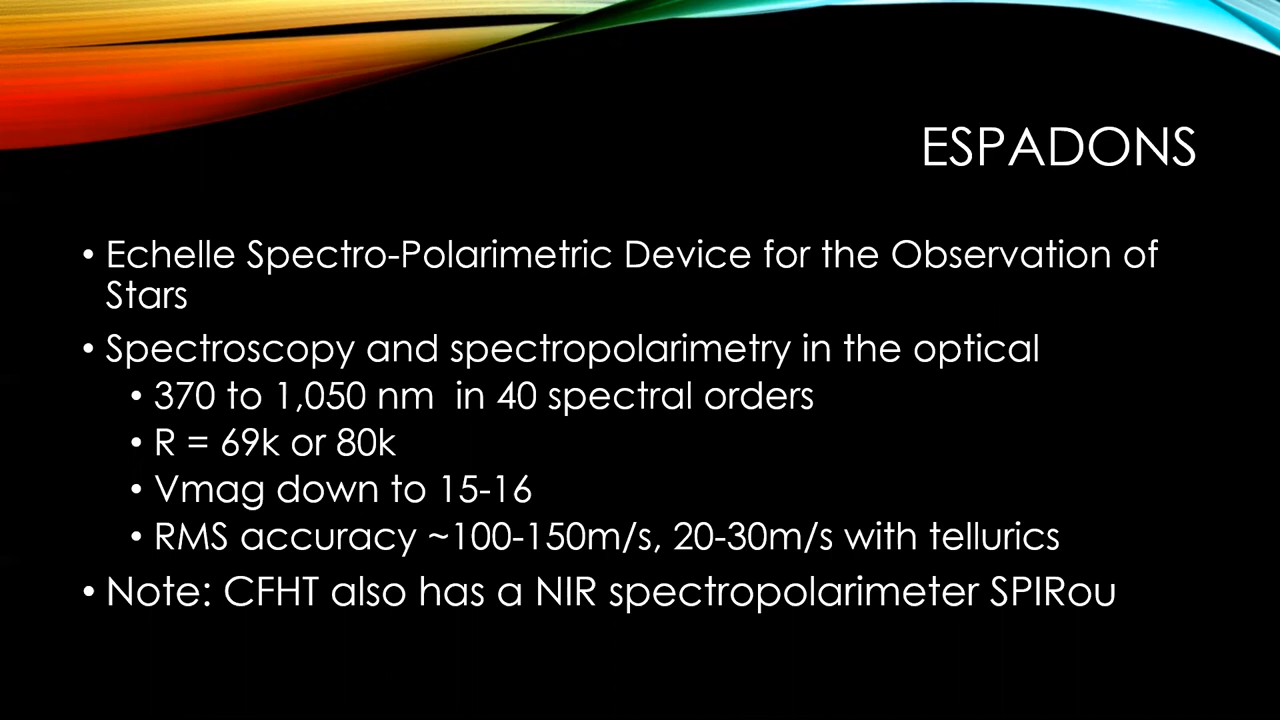 ESPADONS
• Echelle Spectro-Polarimetric Device for the Observation of
Stars
• Spectroscopy and spectropolarimetry in the optical
• 370 to 1,050 nm  in 40 spectral orders
• R = 69k or 80k
• Vmag down to 15-16
• RMS accuracy ~100-150m/s, 20-30m/s with tellurics
• Note: CFHT also has a NIR spectropolarimeter SPIRou